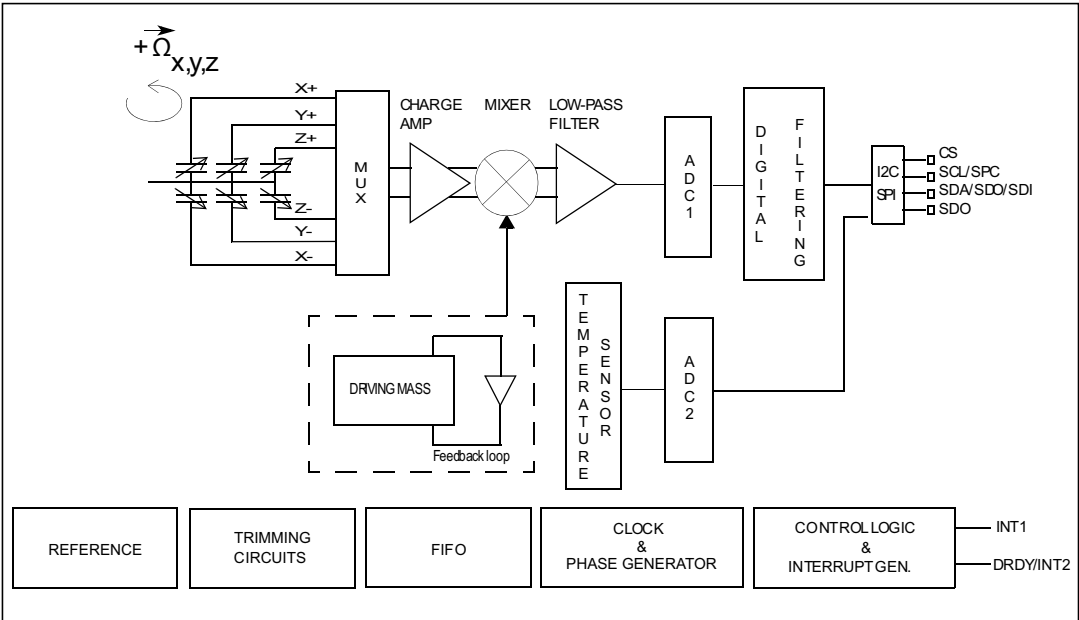 +Ω x,y,z
X+
Y+
Z+
Z-
Y-
X-
MUX
CHARGE
AMP
MIXER
LOW-PASS
FILTER
ADC1
DIGITAL
FILTERING
I2C
SPI
CS
SCL/SPC
SDA/SDO/SDI
SDO
DRIVING MASS
Feedback loop
TEMPERATURE
SENSOR
ADC2
REFERENCE
TRIMMING
CIRCUITS
FIFO
CLOCK
&
PHASE GENERATOR
CONTROL LOGIC
&
INTERRUPT GEN.
INT1
DRDY/INT2